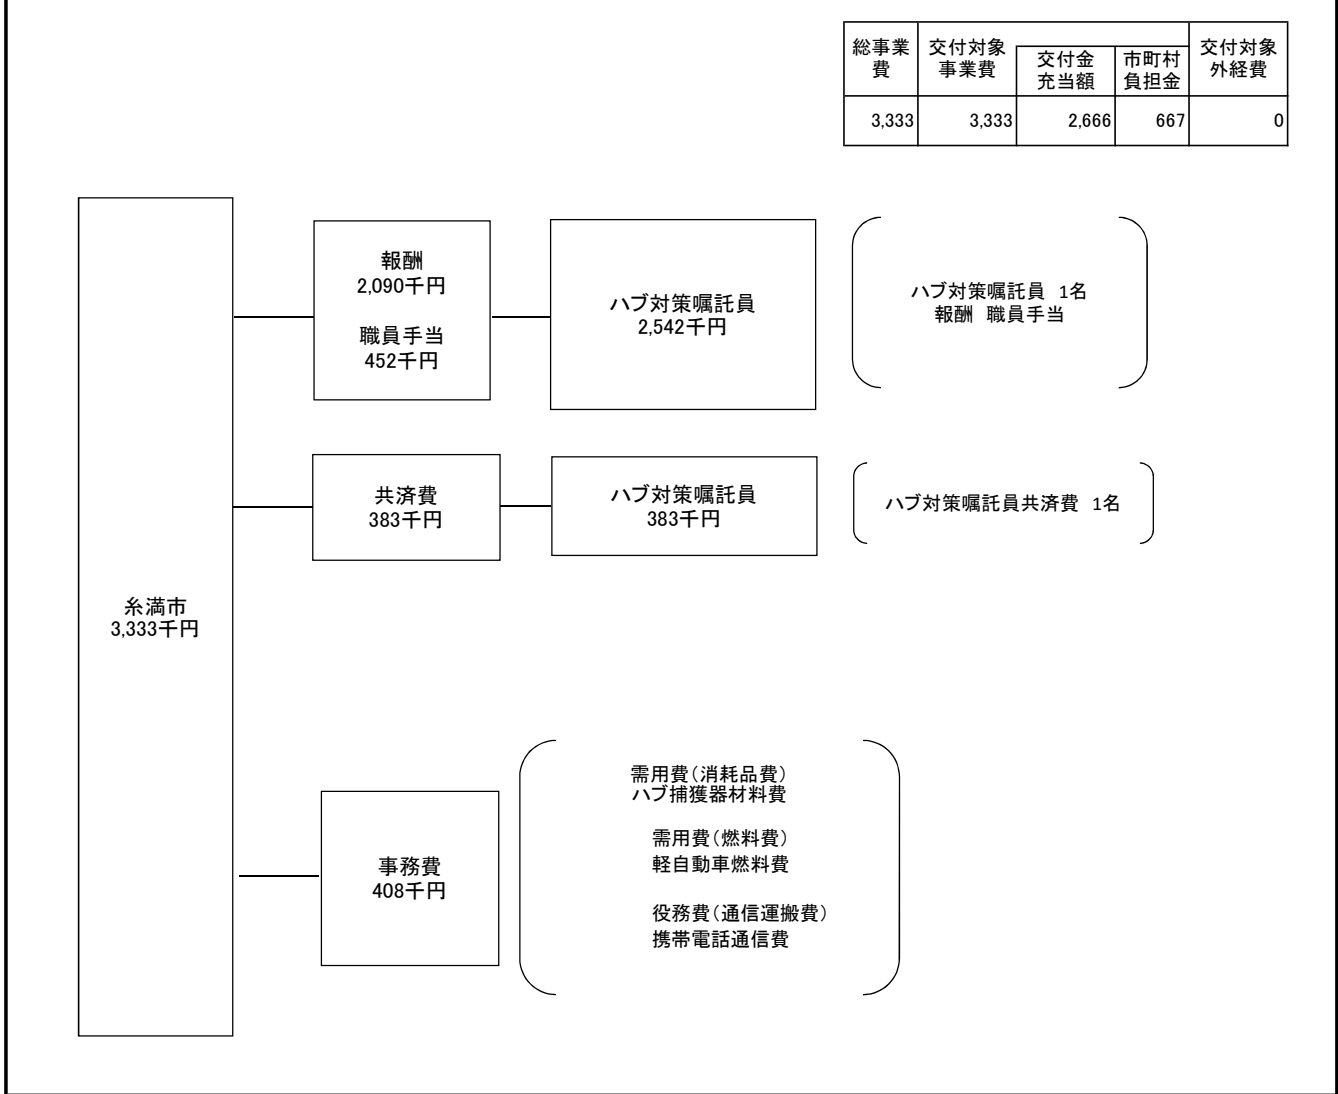 総事業
費
交付対象
事業費
交付金
充当額
市町村
負担金
交付対象
外経費
3,333
3,333
2,666
667
0
報酬
2,090千円
職員手当
452千円
ハブ対策嘱託員
2,542千円
ハブ対策嘱託員 1名
報酬 職員手当
共済費
383千円
ハブ対策嘱託員
383千円
ハブ対策嘱託員共済費 1名
糸満市
3,333千円
事務費
408千円
需用費(消耗品費)
ハブ捕獲器材料費
需用費(燃料費)
軽自動車燃料費
役務費(通信運搬費)
携帯電話通信費